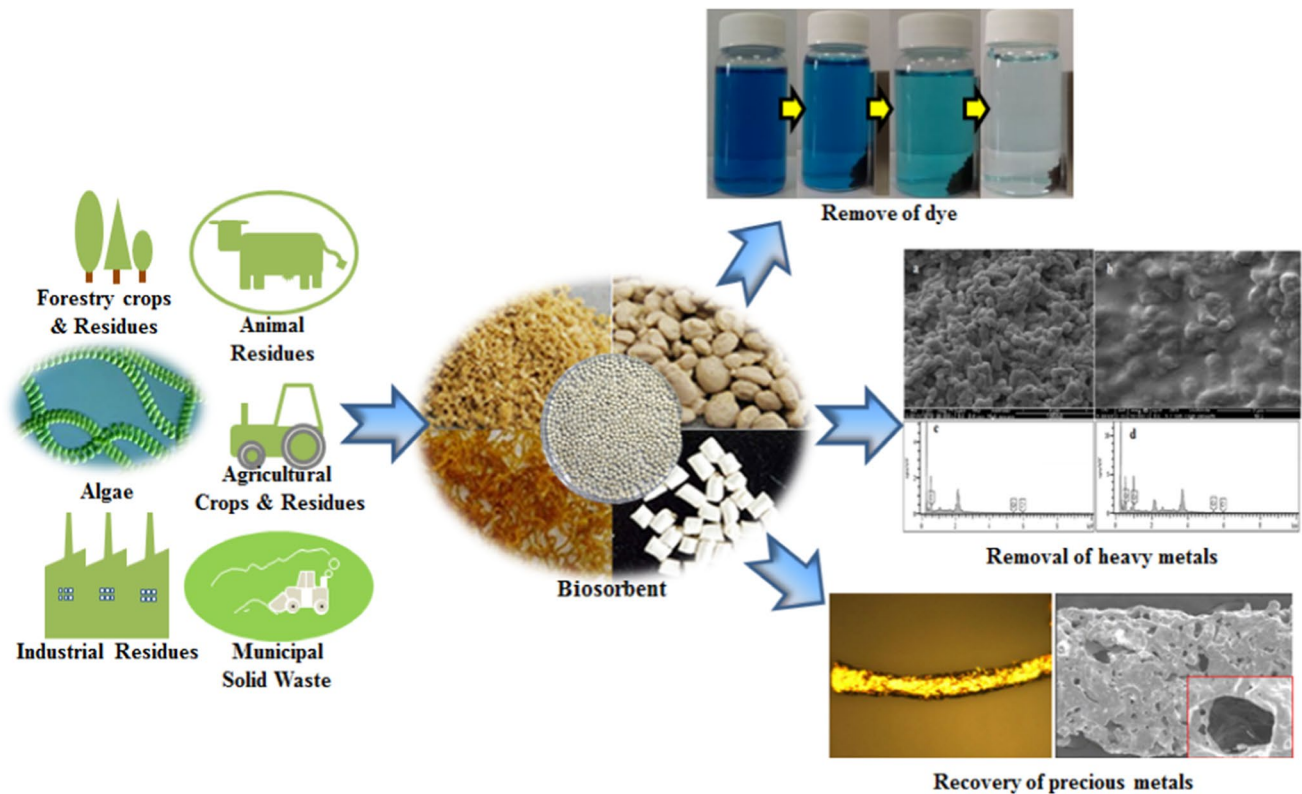 Remove of dye
Forestry crops
& Residues
Animal
Residues
Algae
Agricultural
Crops & Residues
Industrial Residues
Municipal
Solid Waste
Biosorbent
a
b
c
d
Removal of heavy metals
Recovery of precious metals